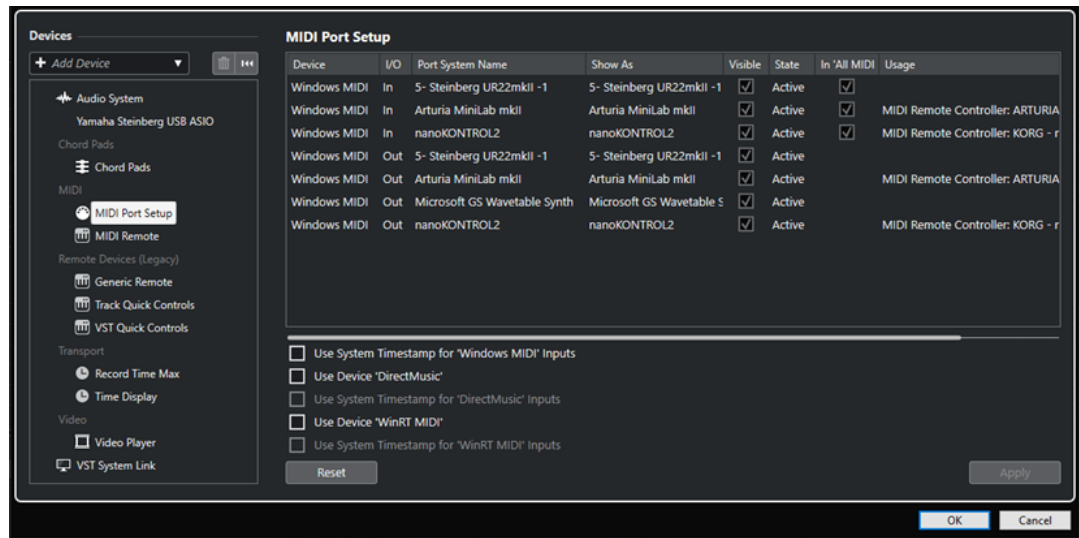 Devices
Add Device
Audio System
Yamaha Steinberg USB ASIO
Chord Pads
Chord Pads
MIDI
MIDI Port Setup
MIDI Remote
Remote Devices (Legacy)
Generic Remote
Track Quick Controls
VST Quick Controls
Transport
Record Time Max
Time Display
Video
Video Player
VST System Link
MIDI Port Setup
Device I/O Port System Name Show As Visible State In 'All MIDI Usage
Windows MIDI In 5- Steinberg UR22mkII -1 5- Steinberg UR22mkII -1 Active
Windows MIDI In Arturia MiniLab mkII Arturia MiniLab mkII Active MIDI Remote Controller: ARTURIA
Windows MIDI In nanoKONTROL2 nanoKONTROL2 Active MIDI Remote Controller: KORG - r
Windows MIDI Out 5- Steinberg UR22mkII -1 5- Steinberg UR22mkII -1 Active
Windows MIDI Out Arturia MiniLab mkII Arturia MiniLab mkII Active MIDI Remote Controller: ARTURIA
Windows MIDI Out Microsoft GS Wavetable Synth Microsoft GS Wavetable S Active
Windows MIDI Out nanoKONTROL2 nanoKONTROL2 Active MIDI Remote Controller: KORG - r
Use System Timestamp for 'Windows MIDI' Inputs
Use Device 'DirectMusic'
Use System Timestamp for 'DirectMusic' Inputs
Use Device 'WinRT MIDI'
Use System Timestamp for 'WinRT MIDI' Inputs
Reset Apply
OK Cancel